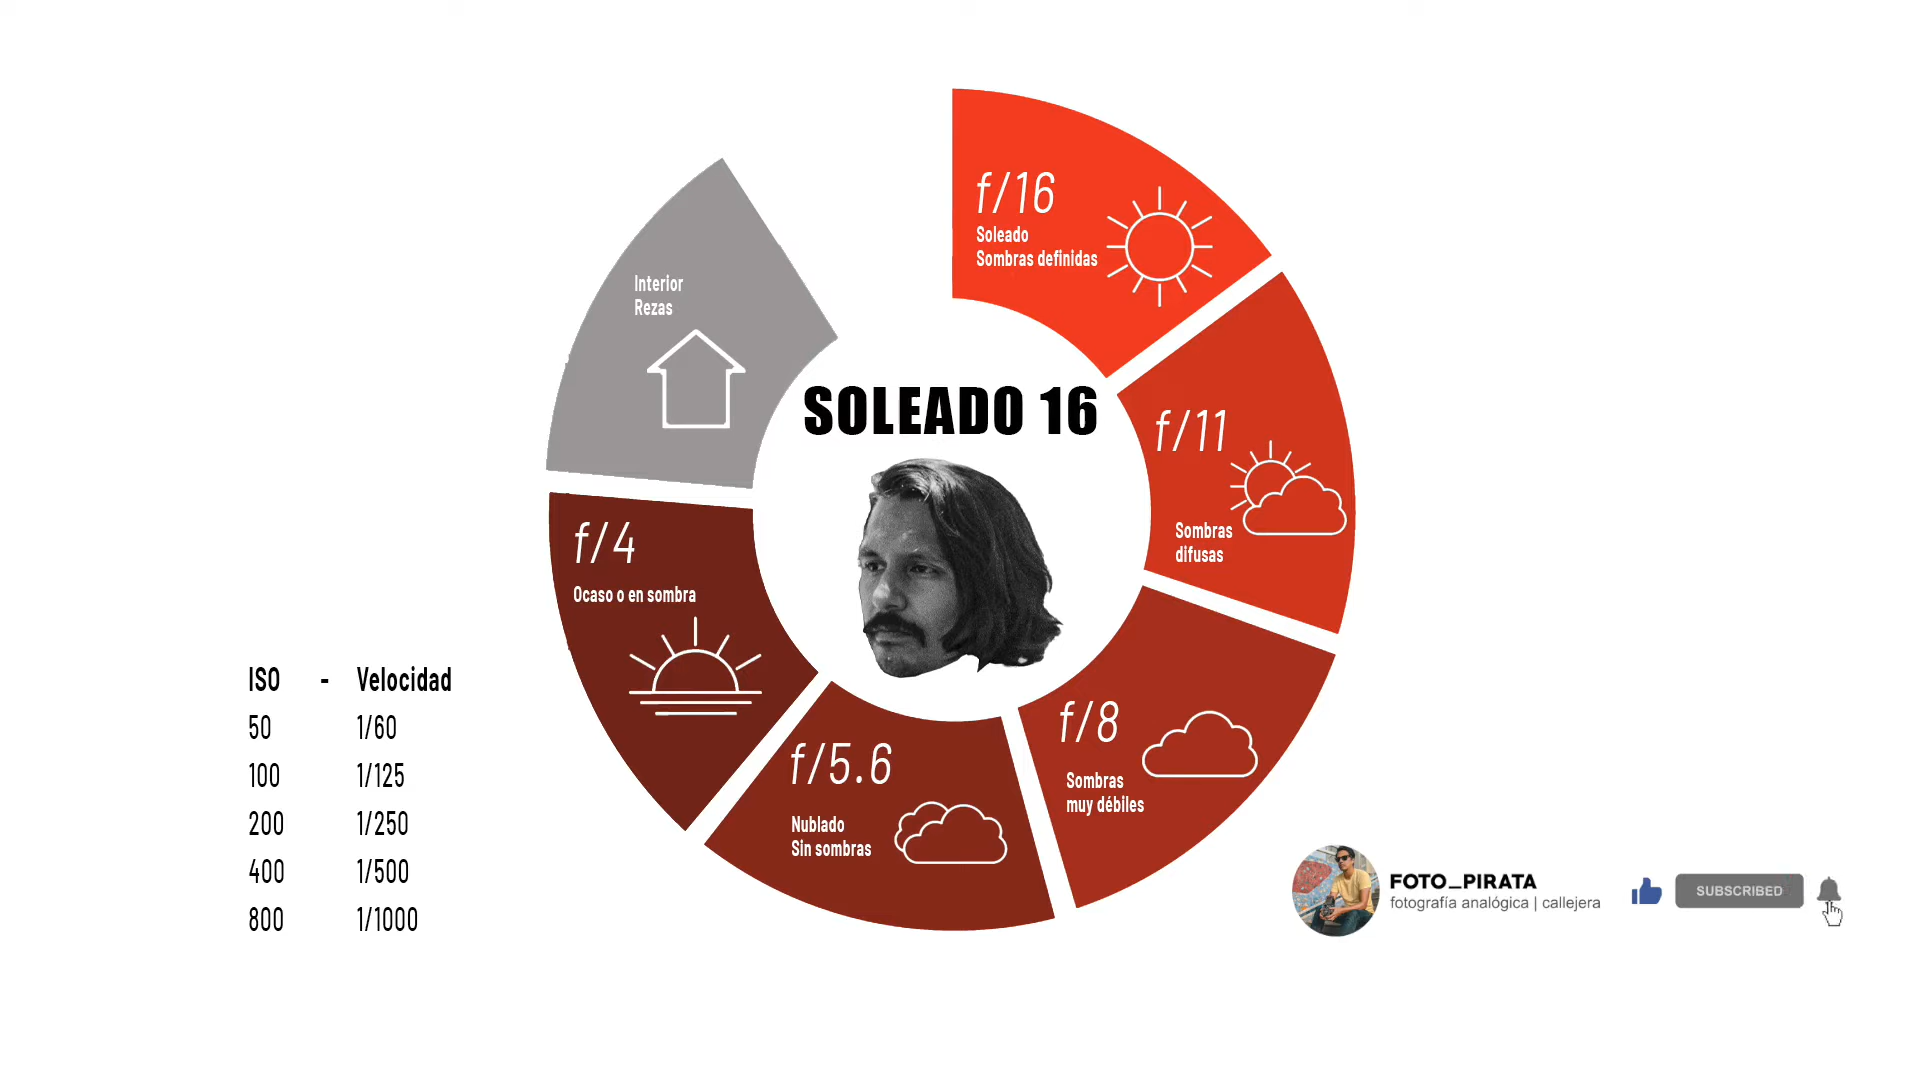 SOLEADO 16
f/16
Soleado
Sombras definidas
f/11
Sombras
difusas
f/8
Sombras
muy débiles
f/5.6
Nublado
Sin sombras
f/4
Ocaso o en sombra
Interior
Rezas
ISO - Velocidad
50 1/60
100 1/125
200 1/250
400 1/500
800 1/1000
FOTO_PIRATA
fotografía analógica | callejera
SUBSCRIBED